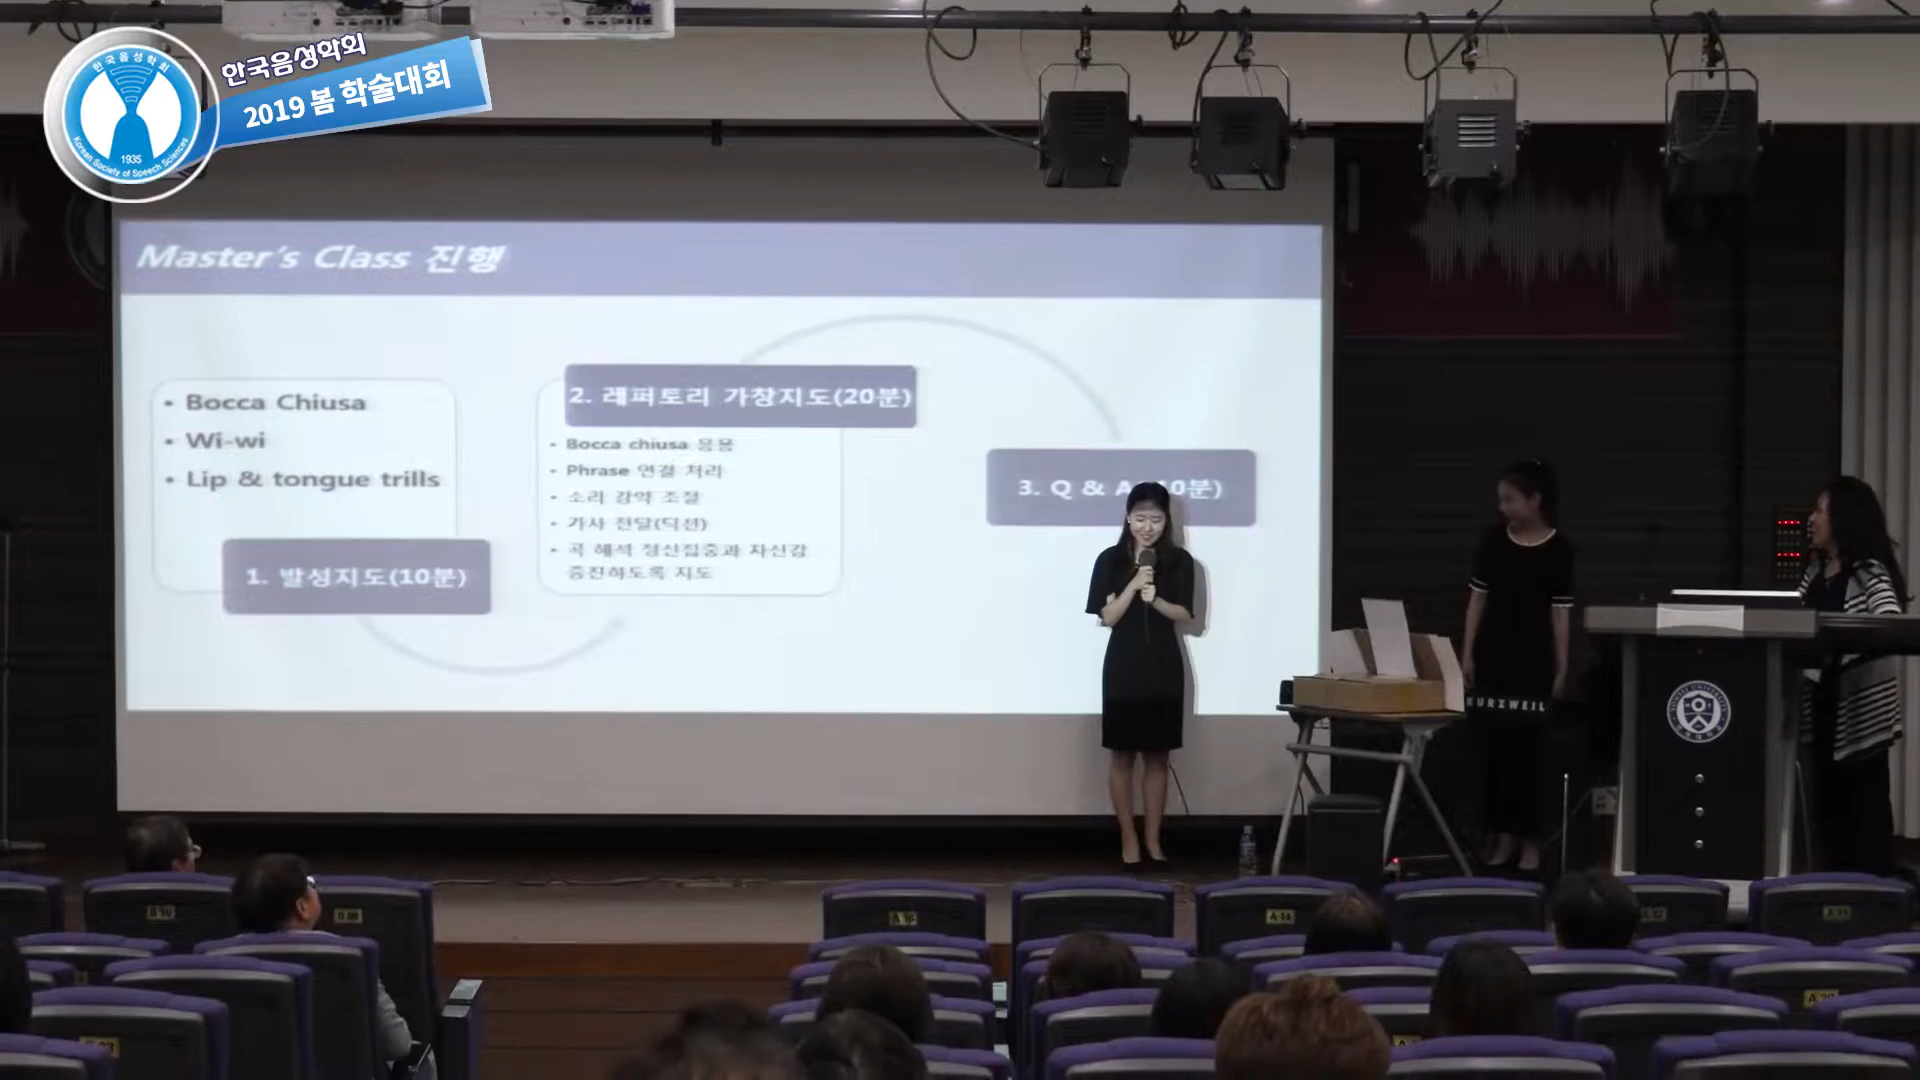 한국음성학회
2019 봄 학술대회
한국음성학회
1935
Korean Society of Speech Sciences
Master's Class 진행
• Bocca Chiusa
• Wi-wi
• Lip & tongue trills
1. 발성지도(10분)
2. 레퍼토리 가창지도(20분)
• Bocca chiusa 응용
• Phrase 연결 처리
• 소리 강약 조절
• 가사 전달(딕션)
• 곡 해석 정신집중과 자신감
증진하도록 지도
3. Q & A 0분)
KURZWEIL